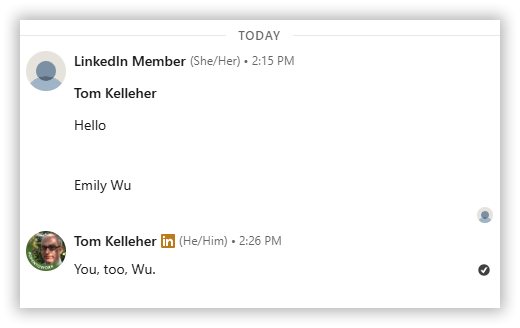 TODAY
LinkedIn Member (She/Her) • 2:15 PM
Tom Kelleher
Hello
Emily Wu
Tom Kelleher in (He/Him) • 2:26 PM
You, too, Wu.